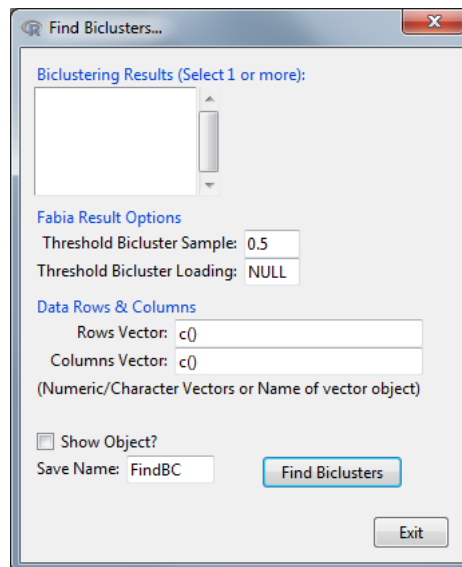 Find Biclusters...
Biclustering Results (Select 1 or more):
Fabia Result Options
Threshold Bicluster Sample: 0.5
Threshold Bicluster Loading: NULL
Data Rows & Columns
Rows Vector: c()
Columns Vector: c()
(Numeric/Character Vectors or Name of vector object)
Show Object?
Save Name: FindBC Find Biclusters
Exit